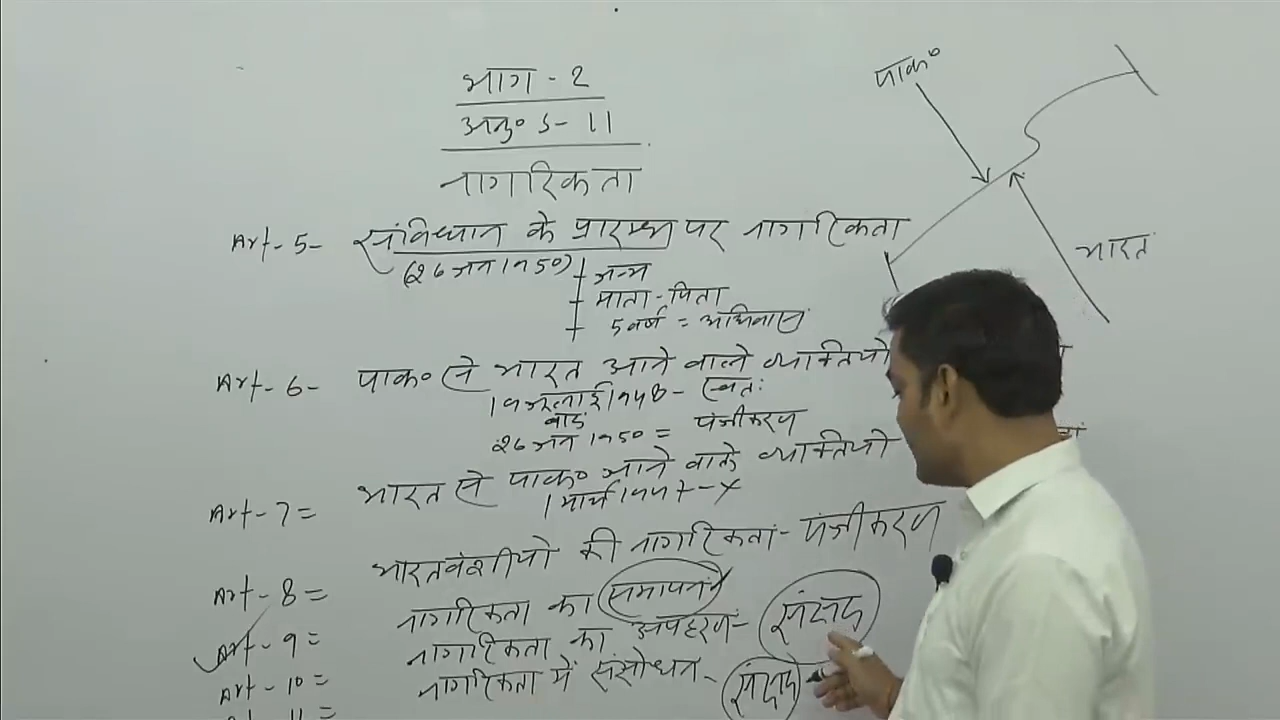 भाग - 2
अनु० 5 - 11
नागरिकता
पाक०
भारत
Art - 5 - संविधान के प्रारम्भ पर नागरिकता
(26 जन 1950)
जन्म
माता - पिता
5 वर्ष = अधिवास
Art - 6 - पाक० से भारत आने वाले व्यक्तियो
19 जुलाई 1948 - स्वतः
बाद
26 जन 1950 = पंजीकरण
Art - 7 = भारत से पाक० जाने वाले व्यक्तियो
1 मार्च 1947 - x
Art - 8 = भारतवंशीयो की नागरिकता - पंजीकरण
Art - 9 = नागरिकता का समापन
Art - 10 = नागरिकता का अपहरण - संसद
Art - 11 = नागरिकता में संसोधन - संसद